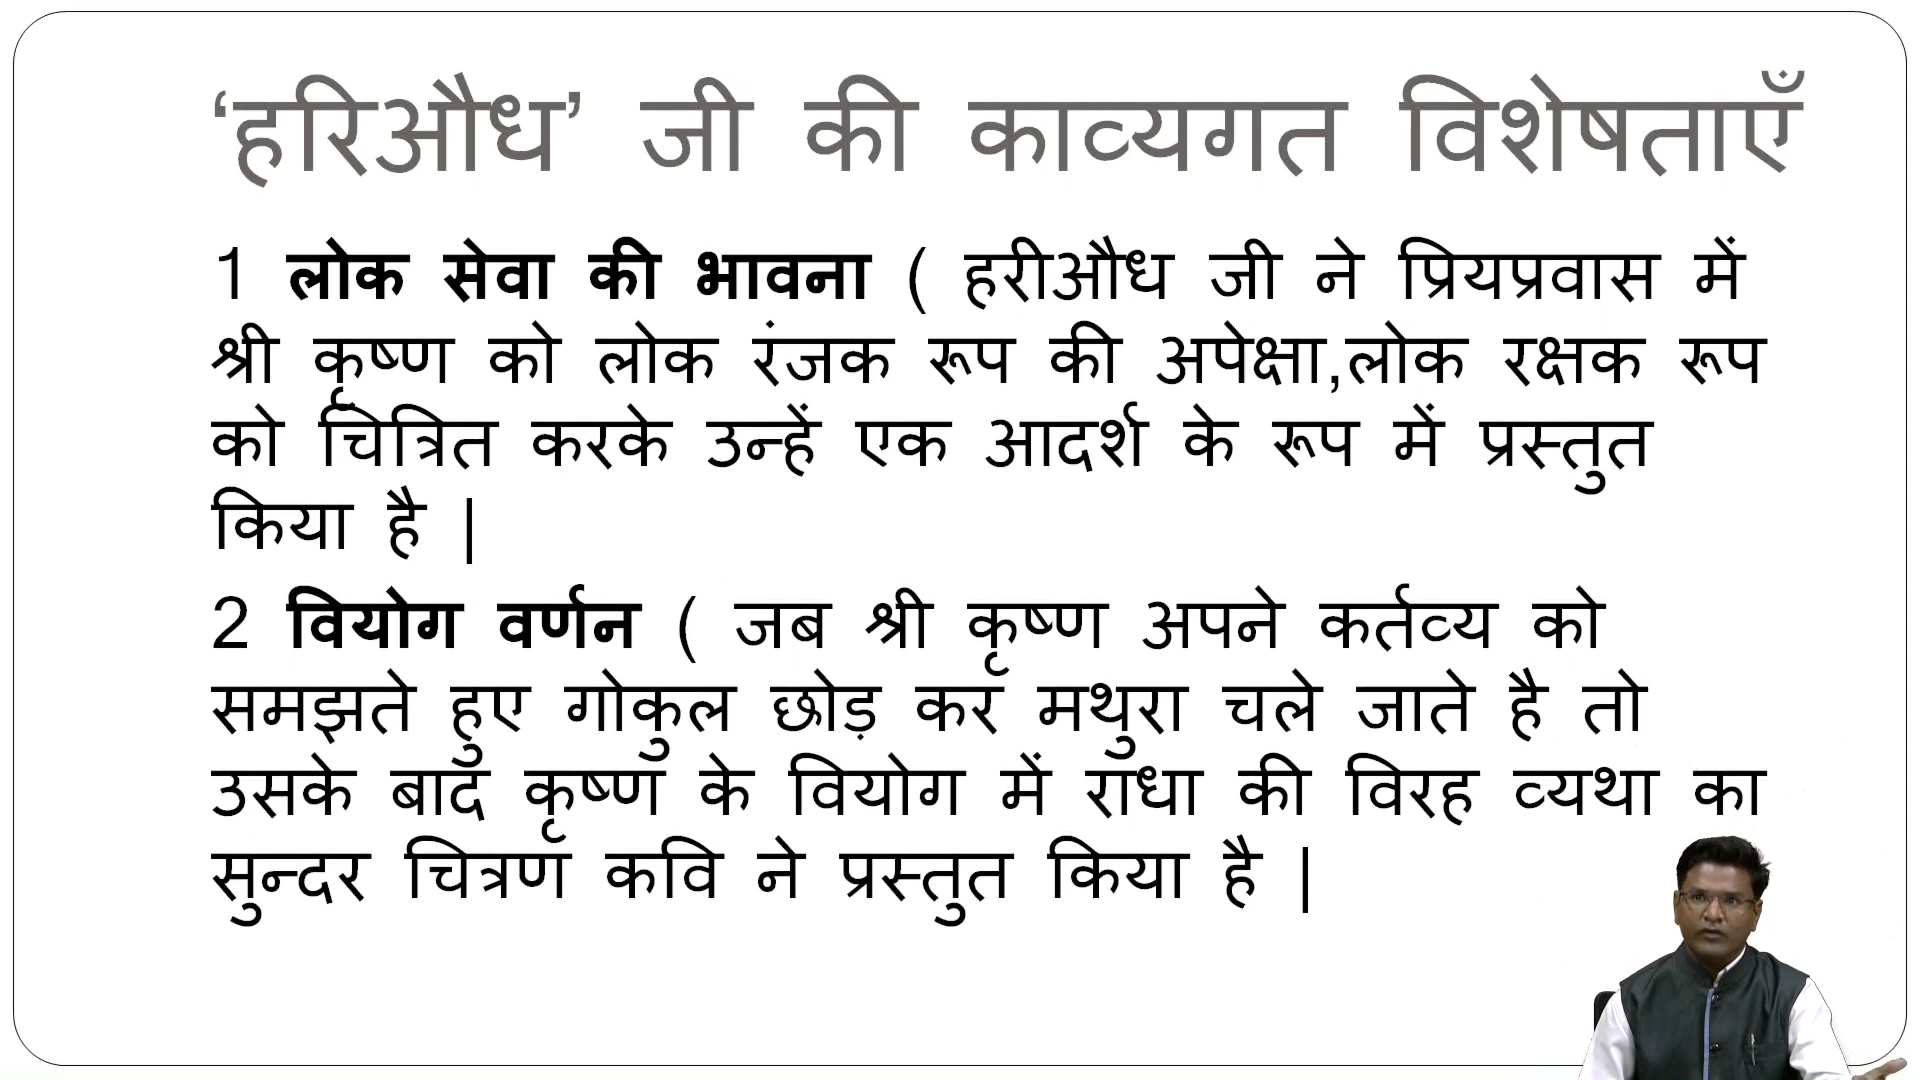 ‘हरिऔध’ जी की काव्यगत विशेषताएँ
1 लोक सेवा की भावना ( हरीऔध जी ने प्रियप्रवास में
श्री कृष्ण को लोक रंजक रूप की अपेक्षा,लोक रक्षक रूप
को चित्रित करके उन्हें एक आदर्श के रूप में प्रस्तुत
किया है |
2 वियोग वर्णन ( जब श्री कृष्ण अपने कर्तव्य को
समझते हुए गोकुल छोड़ कर मथुरा चले जाते है तो
उसके बाद कृष्ण के वियोग में राधा की विरह व्यथा का
सुन्दर चित्रण कवि ने प्रस्तुत किया है |